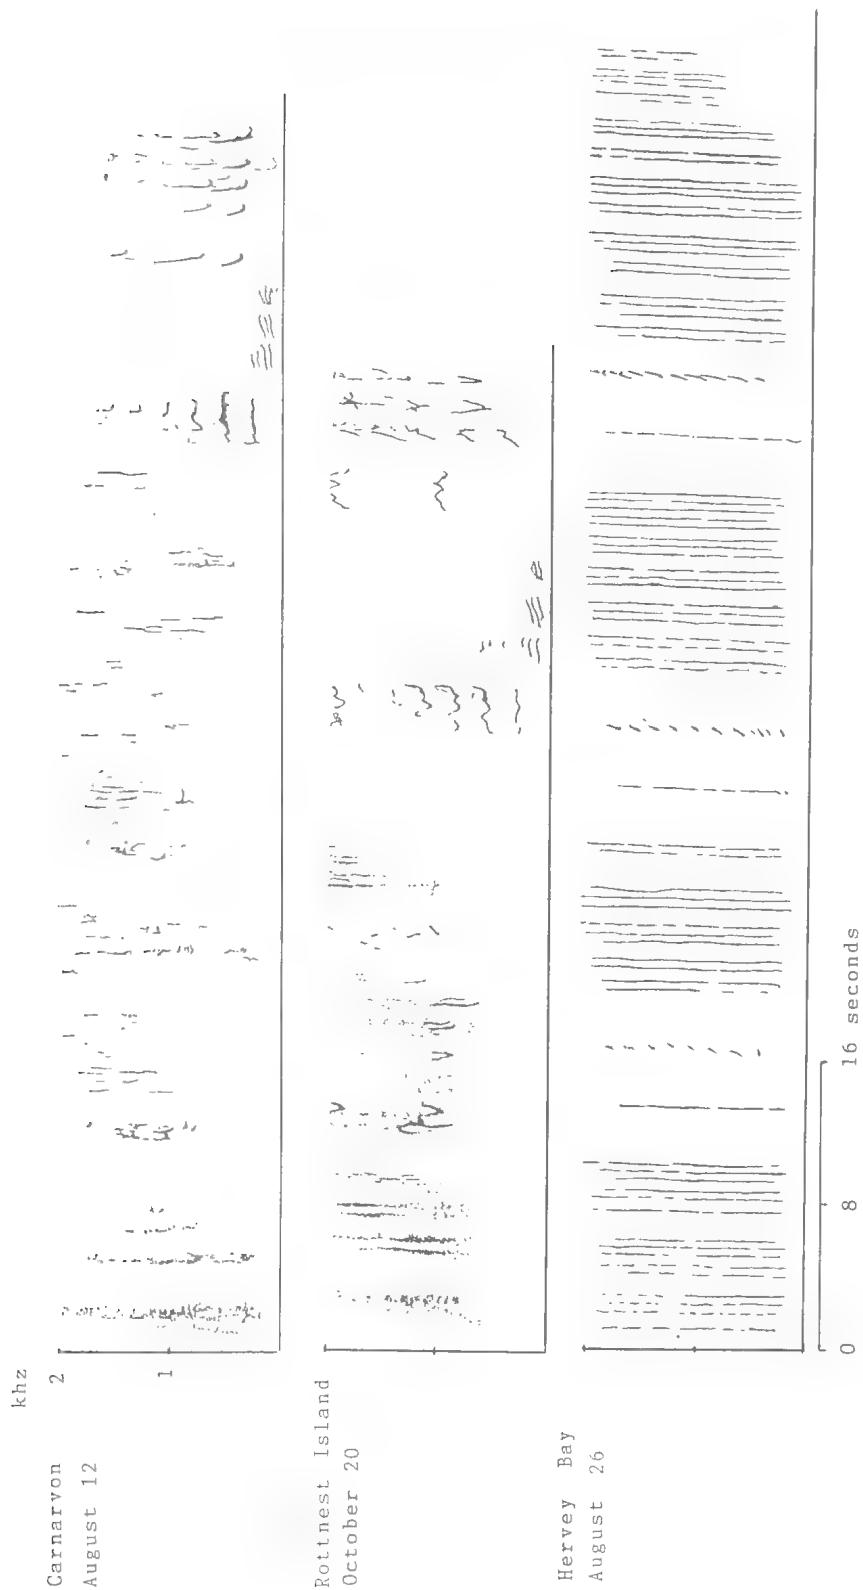 khz
Carnarvon
August 12
2
1
Rottnest Island
October 20
Hervey Bay
August 26
0
8
16 seconds